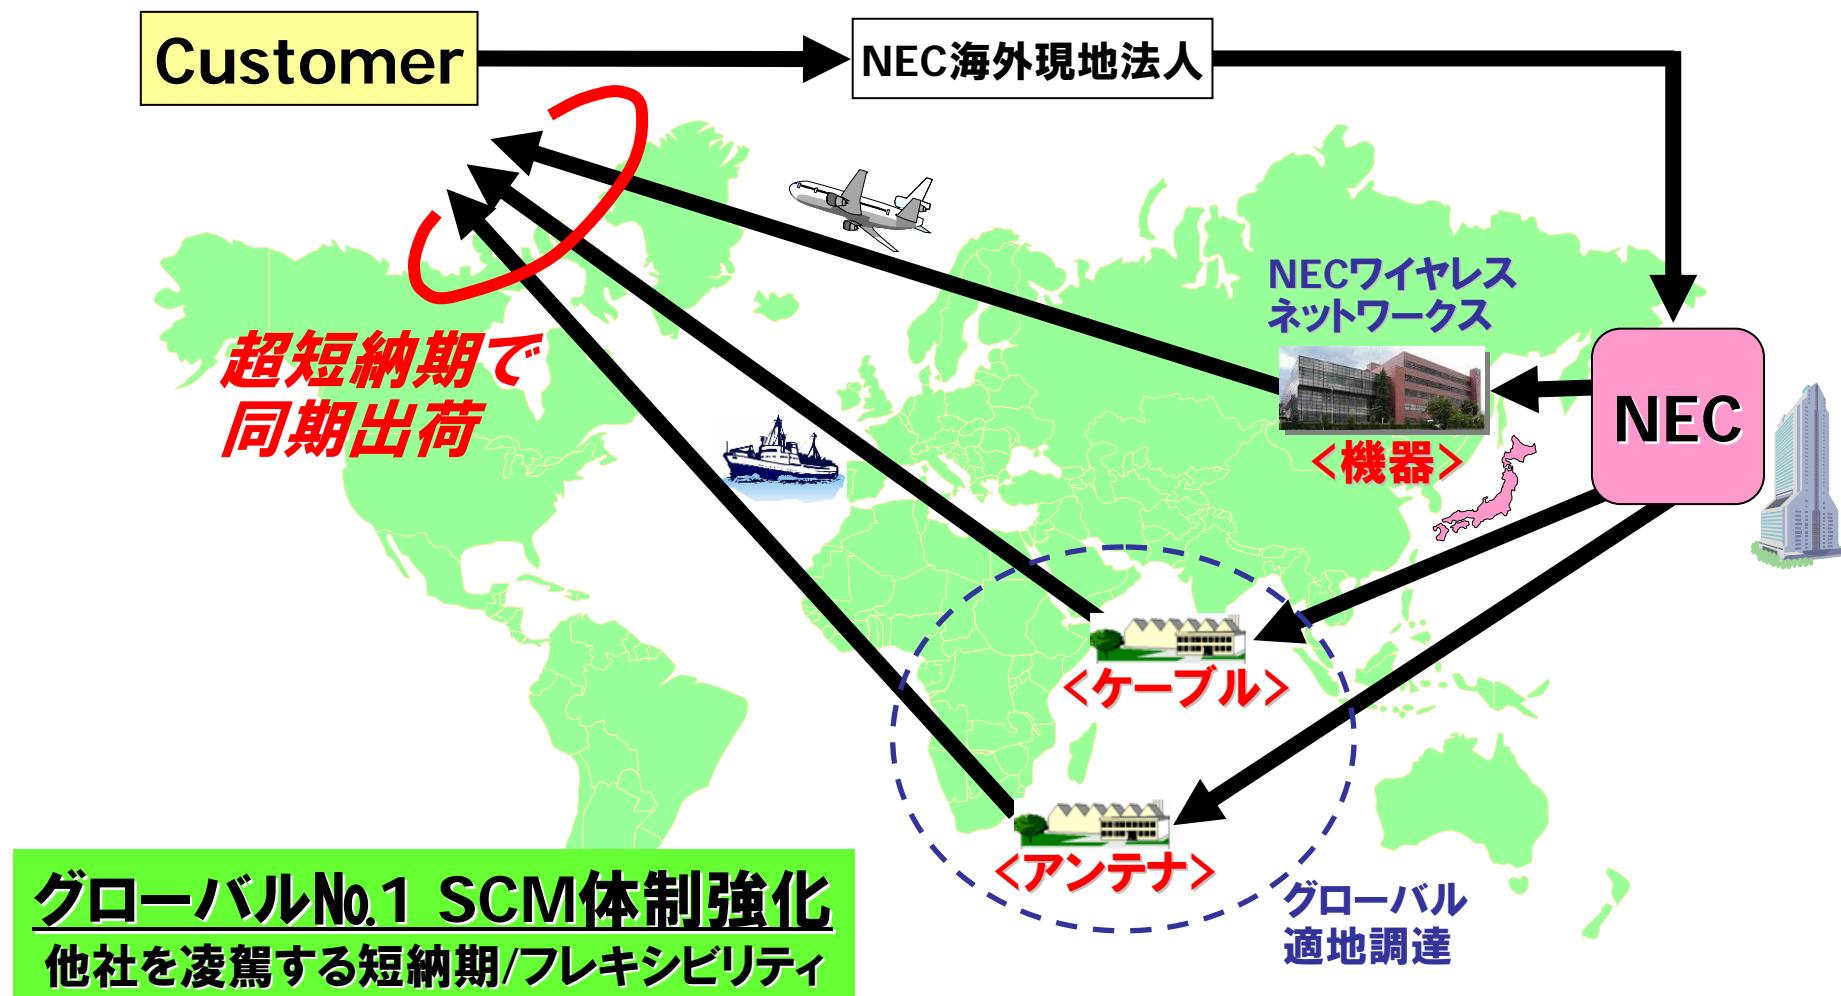 Customer
NEC海外現地法人
NECワイヤレス
ネットワークス
NEC
<機器>
超短納期で
同期出荷
<ケーブル>
<アンテナ>
グローバル
適地調達
グローバル№1 SCM体制強化
他社を凌駕する短納期/フレキシビリティ